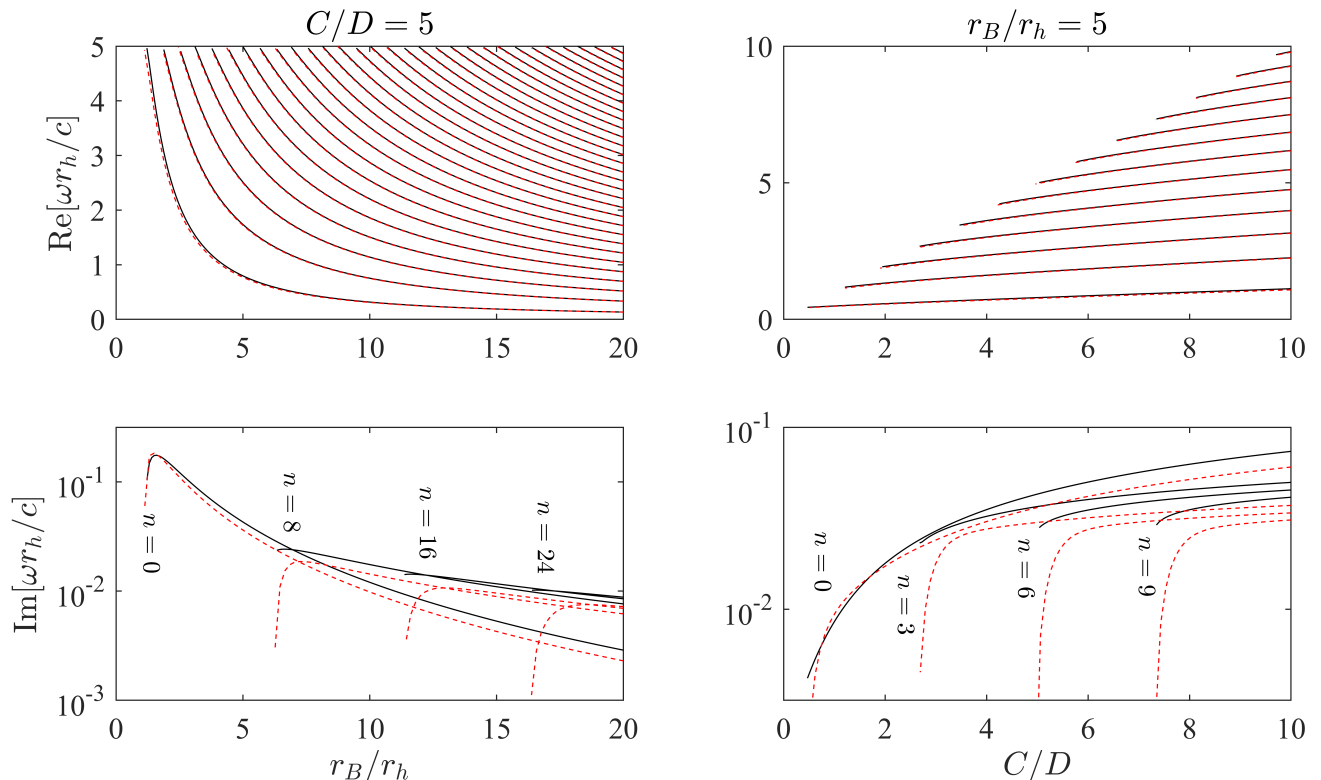 C/D = 5
r_B/r_h = 5
Re[ωr_h/c]
5
4
3
2
1
0
0 5 10 15 20
10
5
0
0 2 4 6 8 10
Im[ωr_h/c]
10^{-1}
10^{-2}
10^{-3}
n = 0
n = 8
n = 16
n = 24
0 5 10 15 20
r_B/r_h
10^{-1}
10^{-2}
n = 0
n = 3
n = 6
n = 9
0 2 4 6 8 10
C/D